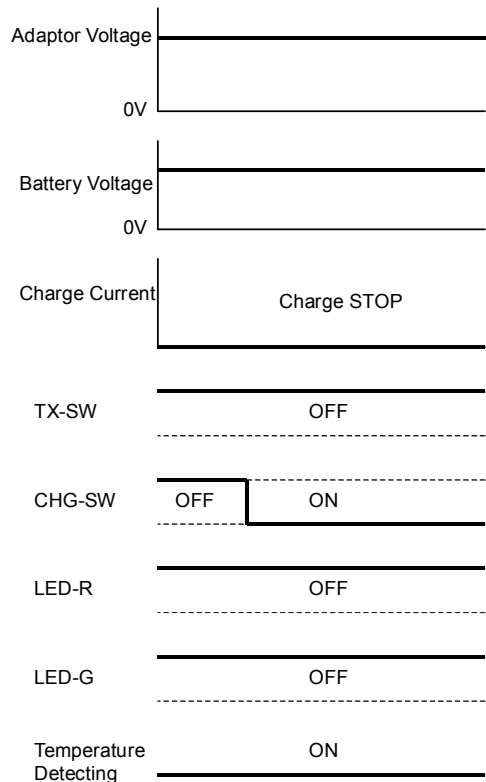 Adaptor Voltage
0V
Battery Voltage
0V
Charge Current
Charge STOP
TX-SW
OFF
CHG-SW
OFF
ON
LED-R
OFF
LED-G
OFF
Temperature
Detecting
ON